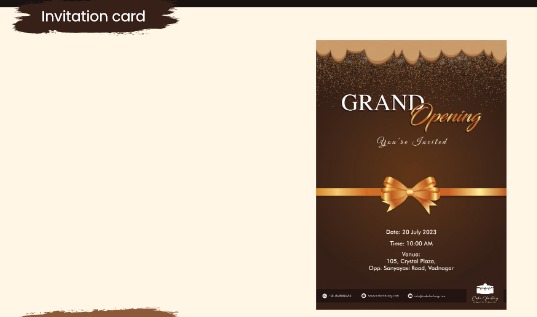 Invitation card
GRAND
Opening
You're Invited
Date: 20 July 2023
Time: 10:00 AM
Venue:
105, Crystal Plaza,
Opp. Sanyayasi Road, Vadnagar